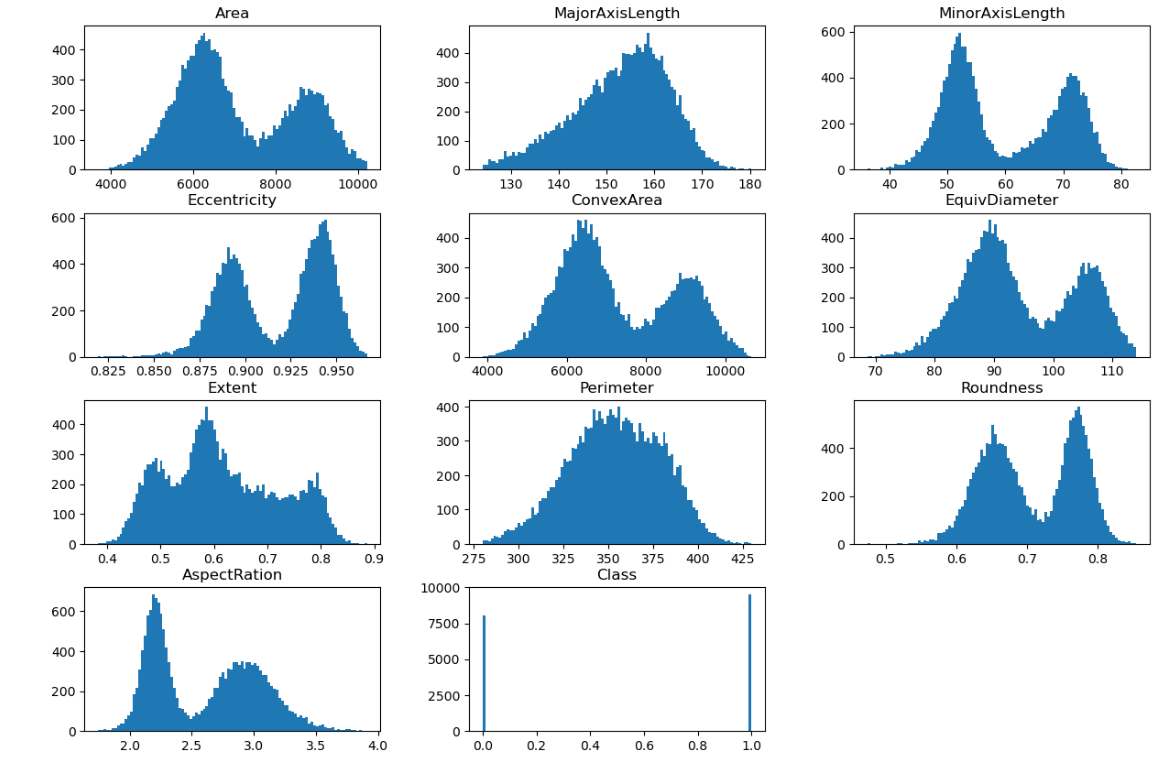 Area
MajorAxisLength
MinorAxisLength
400
300
200
100
0
4000 6000 8000 10000
400
300
200
100
0
130 140 150 160 170 180
600
400
200
0
40 50 60 70 80
Eccentricity
ConvexArea
EquivDiameter
600
400
200
0
0.825 0.850 0.875 0.900 0.925 0.950
400
300
200
100
0
4000 6000 8000 10000
400
300
200
100
0
70 80 90 100 110
Extent
Perimeter
Roundness
400
300
200
100
0
0.4 0.5 0.6 0.7 0.8 0.9
400
300
200
100
0
275 300 325 350 375 400 425
400
200
0
0.5 0.6 0.7 0.8
AspectRation
Class
600
400
200
0
2.0 2.5 3.0 3.5 4.0
10000
7500
5000
2500
0
0.0 0.2 0.4 0.6 0.8 1.0